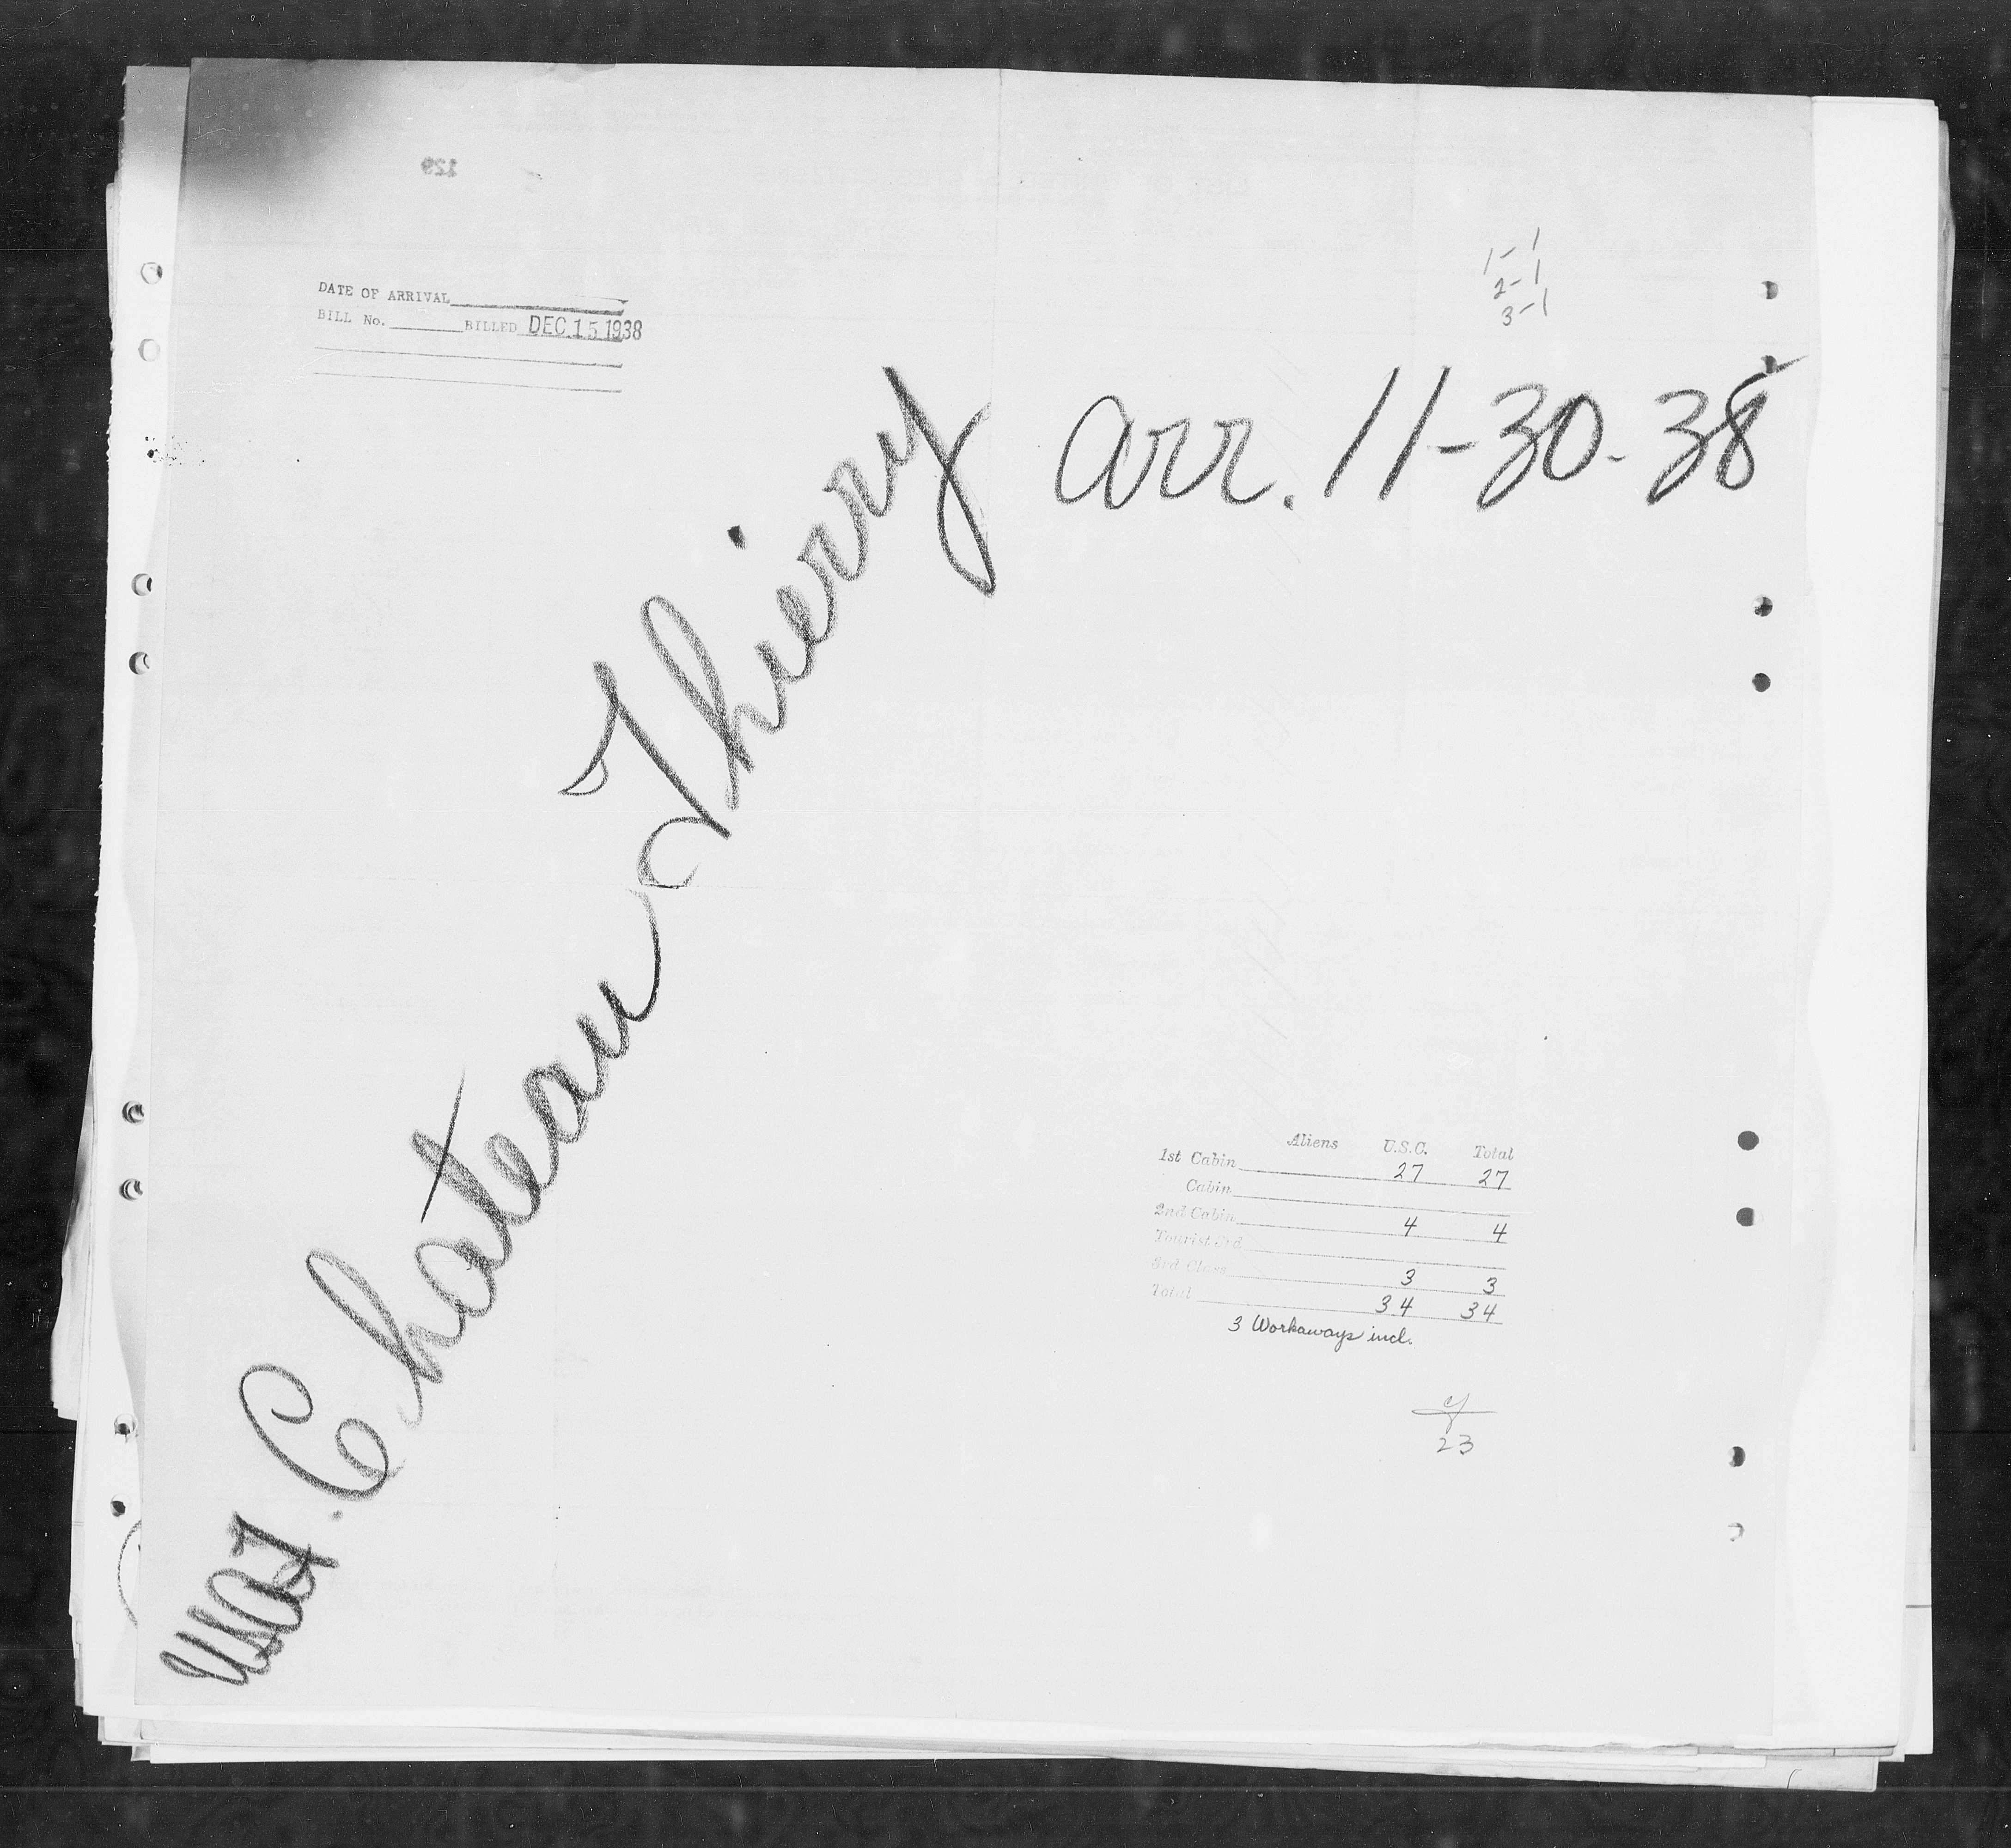 129
1-1
2-1
3-1
DATE OF ARRIVAL
BILL No. BILLED DEC 15 1938
arr. 11-30-38
USAT. Chateau Thierry
Aliens U.S.C. Total
1st Cabin 27 27
Cabin
2nd Cabin 4 4
Tourist 3rd
3rd Class 3 3
Total 34 34
3 Workaways incl.
23